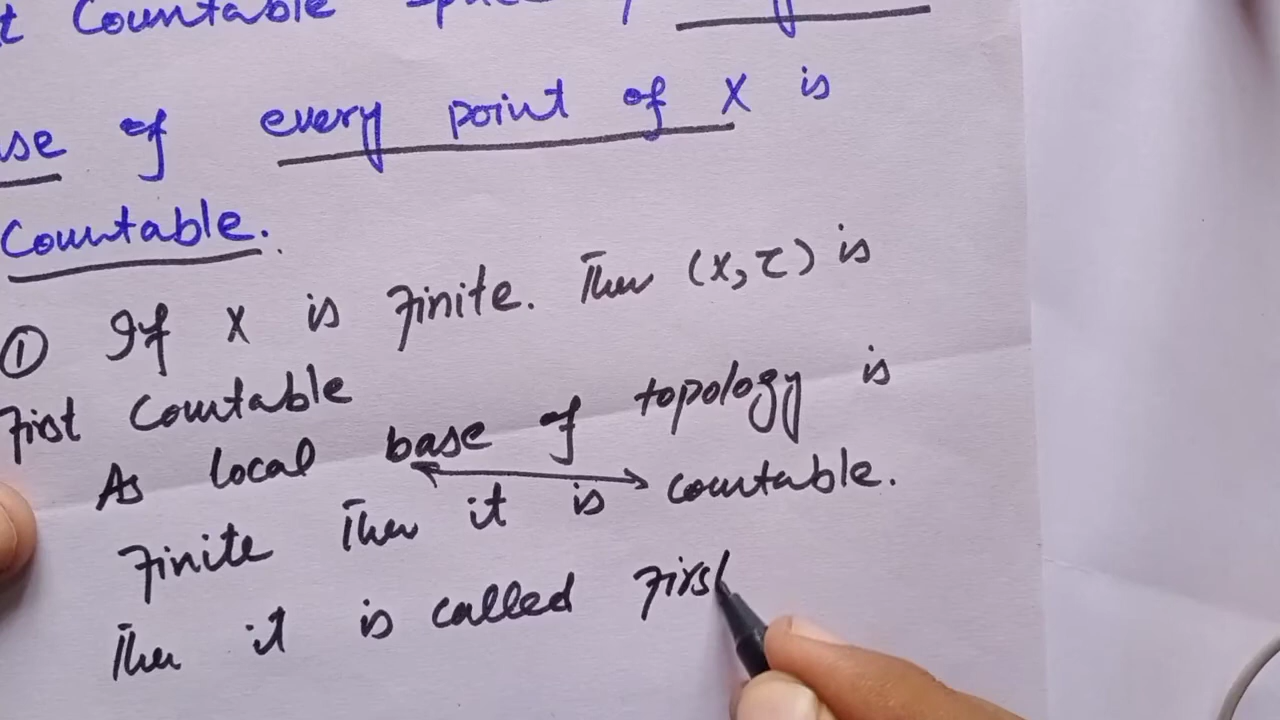 t Countable
se of every point of X is
Countable.
① If X is finite. Then (X, τ) is
First Countable
As local base of topology is
finite Then it is countable.
Then it is called First